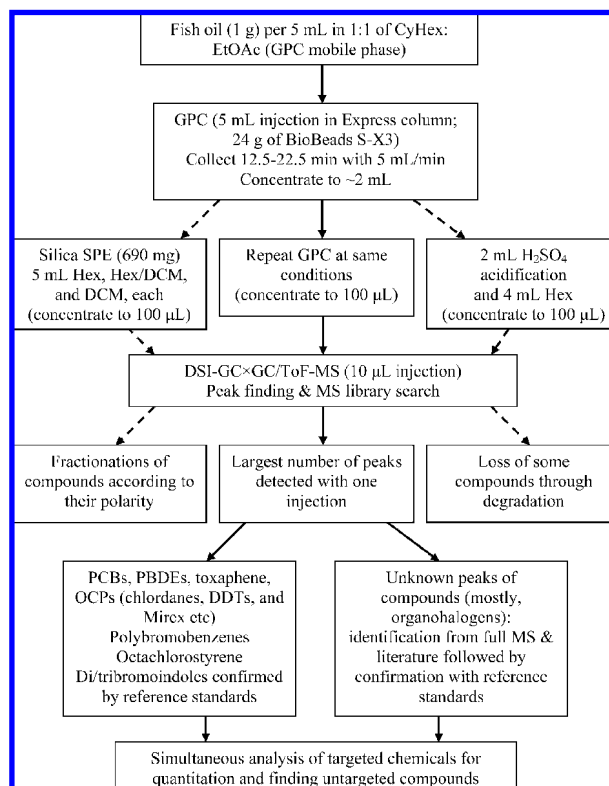 Fish oil (1 g) per 5 mL in 1:1 of CyHex:
EtOAc (GPC mobile phase)
GPC (5 mL injection in Express column;
24 g of BioBeads S-X3)
Collect 12.5-22.5 min with 5 mL/min
Concentrate to ~2 mL
Silica SPE (690 mg)
5 mL Hex, Hex/DCM,
and DCM, each
(concentrate to 100 μL)
Repeat GPC at same
conditions
(concentrate to 100 μL)
2 mL H₂SO₄
acidification
and 4 mL Hex
(concentrate to 100 μL)
DSI-GC×GC/ToF-MS (10 μL injection)
Peak finding & MS library search
Fractionations of
compounds according to
their polarity
Largest number of peaks
detected with one
injection
Loss of some
compounds through
degradation
PCBs, PBDEs, toxaphene,
OCPs (chlordanes, DDTs, and
Mirex etc)
Polybromobenzenes
Octachlorostyrene
Di/tribromoindoles confirmed
by reference standards
Unknown peaks of
compounds (mostly,
organohalogens):
identification from full MS &
literature followed by
confirmation with reference
standards
Simultaneous analysis of targeted chemicals for
quantitation and finding untargeted compounds